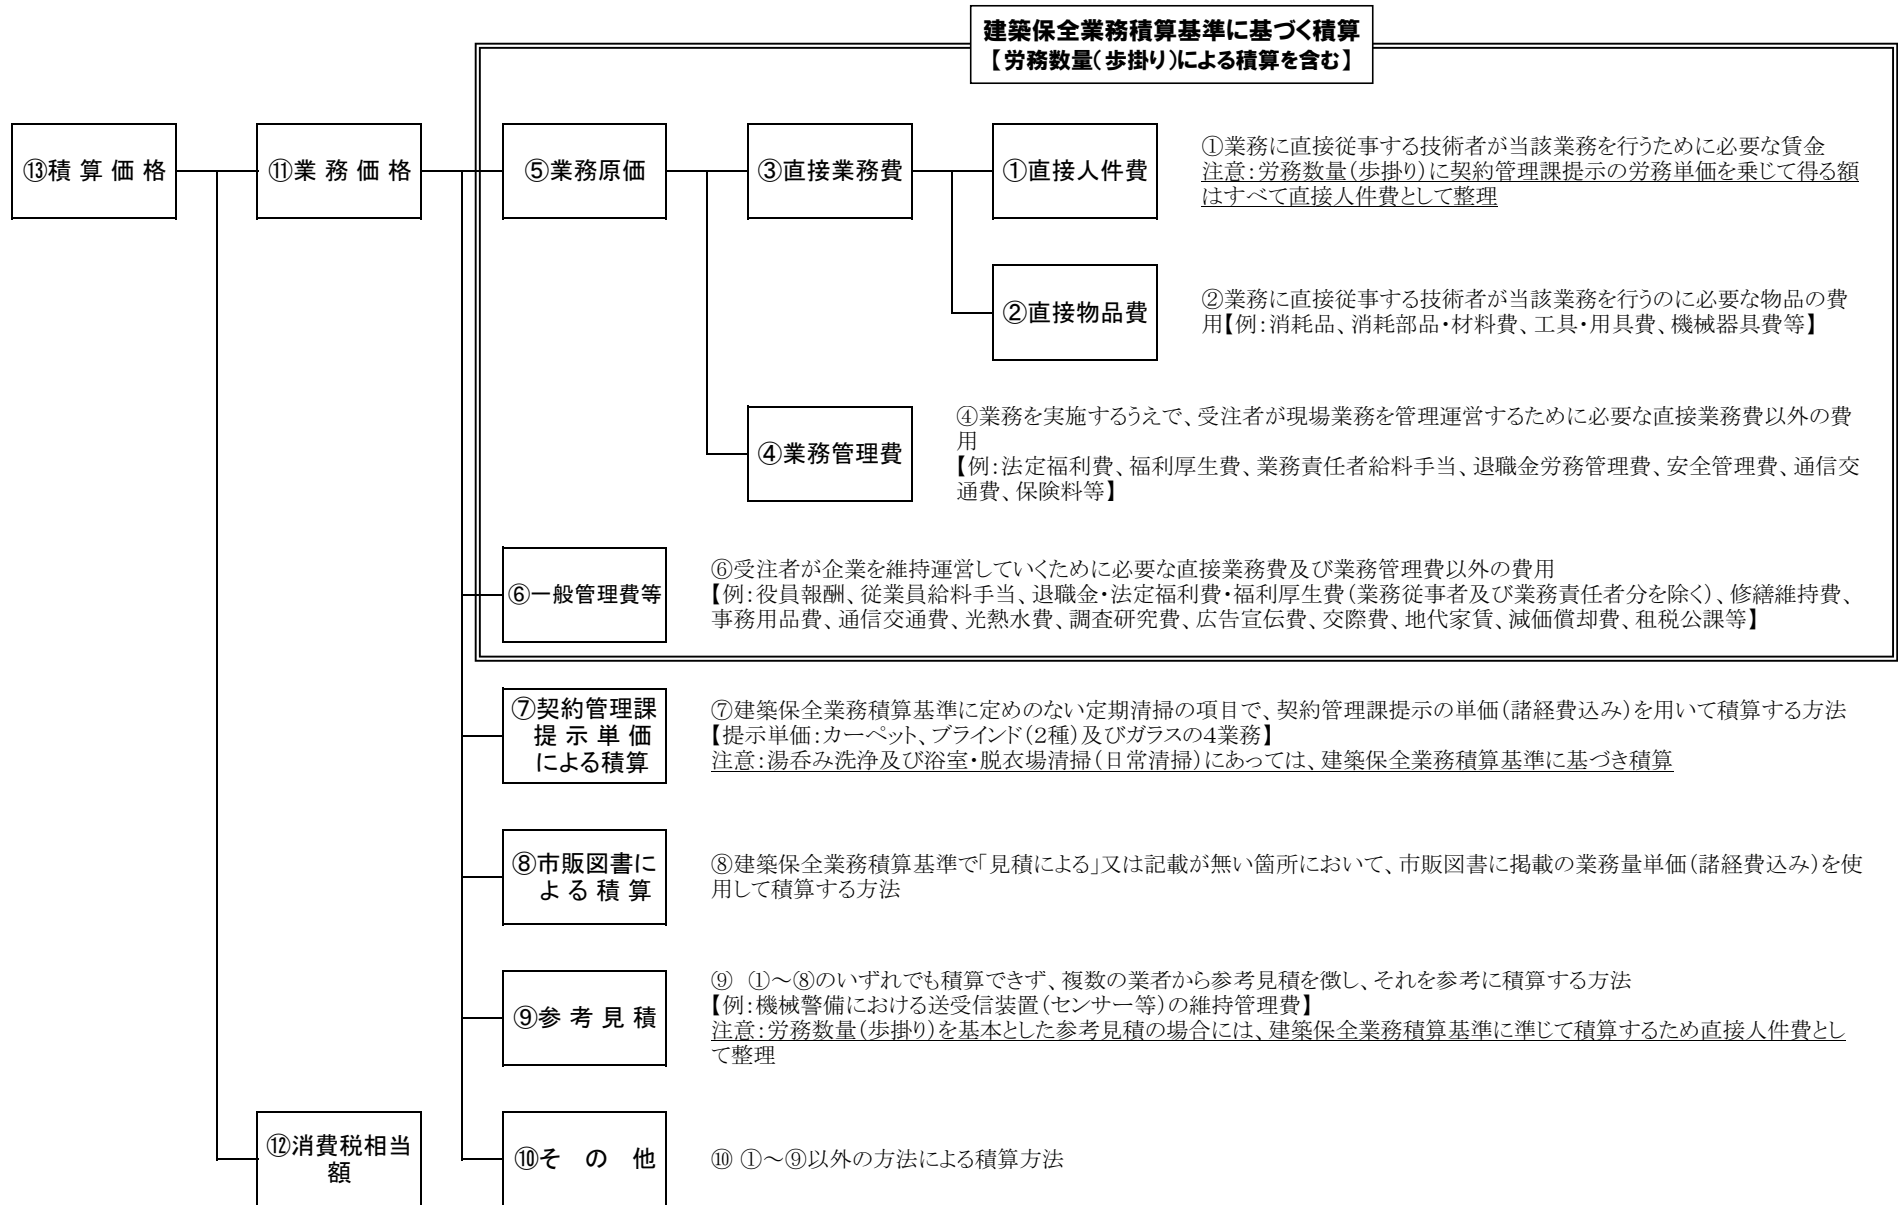 建築保全業務積算基準に基づく積算
【労務数量(歩掛り)による積算を含む】
⑬積算価格
⑪業務価格
⑤業務原価
③直接業務費
①直接人件費
①業務に直接従事する技術者が当該業務を行うために必要な賃金
注意:労務数量(歩掛り)に契約管理課提示の労務単価を乗じて得る額
はすべて直接人件費として整理
②直接物品費
②業務に直接従事する技術者が当該業務を行うのに必要な物品の費
用【例:消耗品、消耗部品・材料費、工具・用具費、機械器具費等】
④業務管理費
④業務を実施するうえで、受注者が現場業務を管理運営するために必要な直接業務費以外の費
用
【例:法定福利費、福利厚生費、業務責任者給料手当、退職金労務管理費、安全管理費、通信交
通費、保険料等】
⑥一般管理費等
⑥受注者が企業を維持運営していくために必要な直接業務費及び業務管理費以外の費用
【例:役員報酬、従業員給料手当、退職金・法定福利費・福利厚生費(業務従事者及び業務責任者分を除く)、修繕維持費、
事務用品費、通信交通費、光熱水費、調査研究費、広告宣伝費、交際費、地代家賃、減価償却費、租税公課等】
⑦契約管理課
提示単価
による積算
⑦建築保全業務積算基準に定めのない定期清掃の項目で、契約管理課提示の単価(諸経費込み)を用いて積算する方法
【提示単価:カーペット、ブラインド(2種)及びガラスの4業務】
注意:湯呑み洗浄及び浴室・脱衣場清掃(日常清掃)にあっては、建築保全業務積算基準に基づき積算
⑧市販図書に
よる積算
⑧建築保全業務積算基準で「見積による」又は記載が無い箇所において、市販図書に掲載の業務量単価(諸経費込み)を使
用して積算する方法
⑨参考見積
⑨ ①～⑧のいずれでも積算できず、複数の業者から参考見積を徴し、それを参考に積算する方法
【例:機械警備における送受信装置(センサー等)の維持管理費】
注意:労務数量(歩掛り)を基本とした参考見積の場合には、建築保全業務積算基準に準じて積算するため直接人件費とし
て整理
⑫消費税相当
額
⑩その他
⑩ ①～⑨以外の方法による積算方法